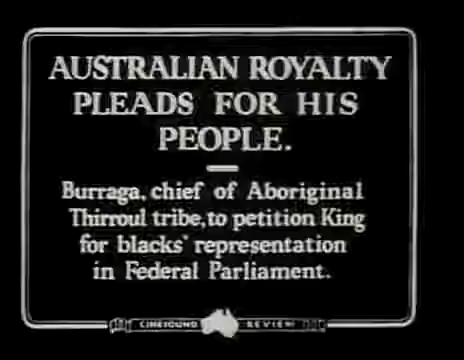 AUSTRALIAN ROYALTY
PLEADS FOR HIS
PEOPLE.
Burraga, chief of Aboriginal
Thirroul tribe, to petition King
for blacks' representation
in Federal Parliament.
CINESOUND REVIEW